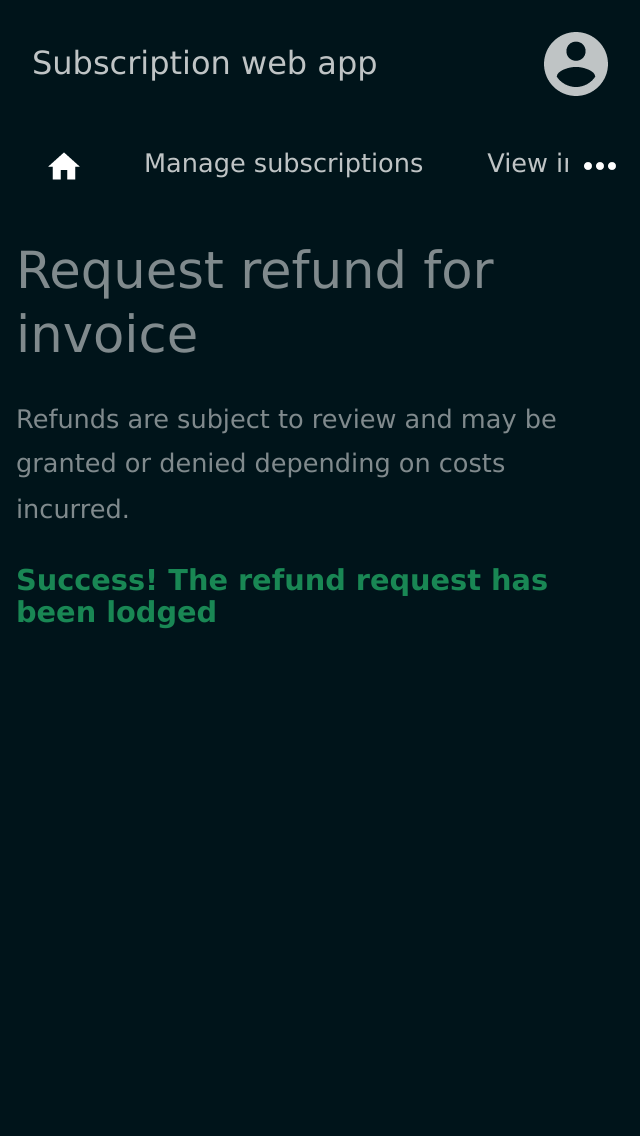 Subscription web app
Manage subscriptions View
Request refund for
invoice
Refunds are subject to review and may be
granted or denied depending on costs
incurred.
Success! The refund request has
been lodged